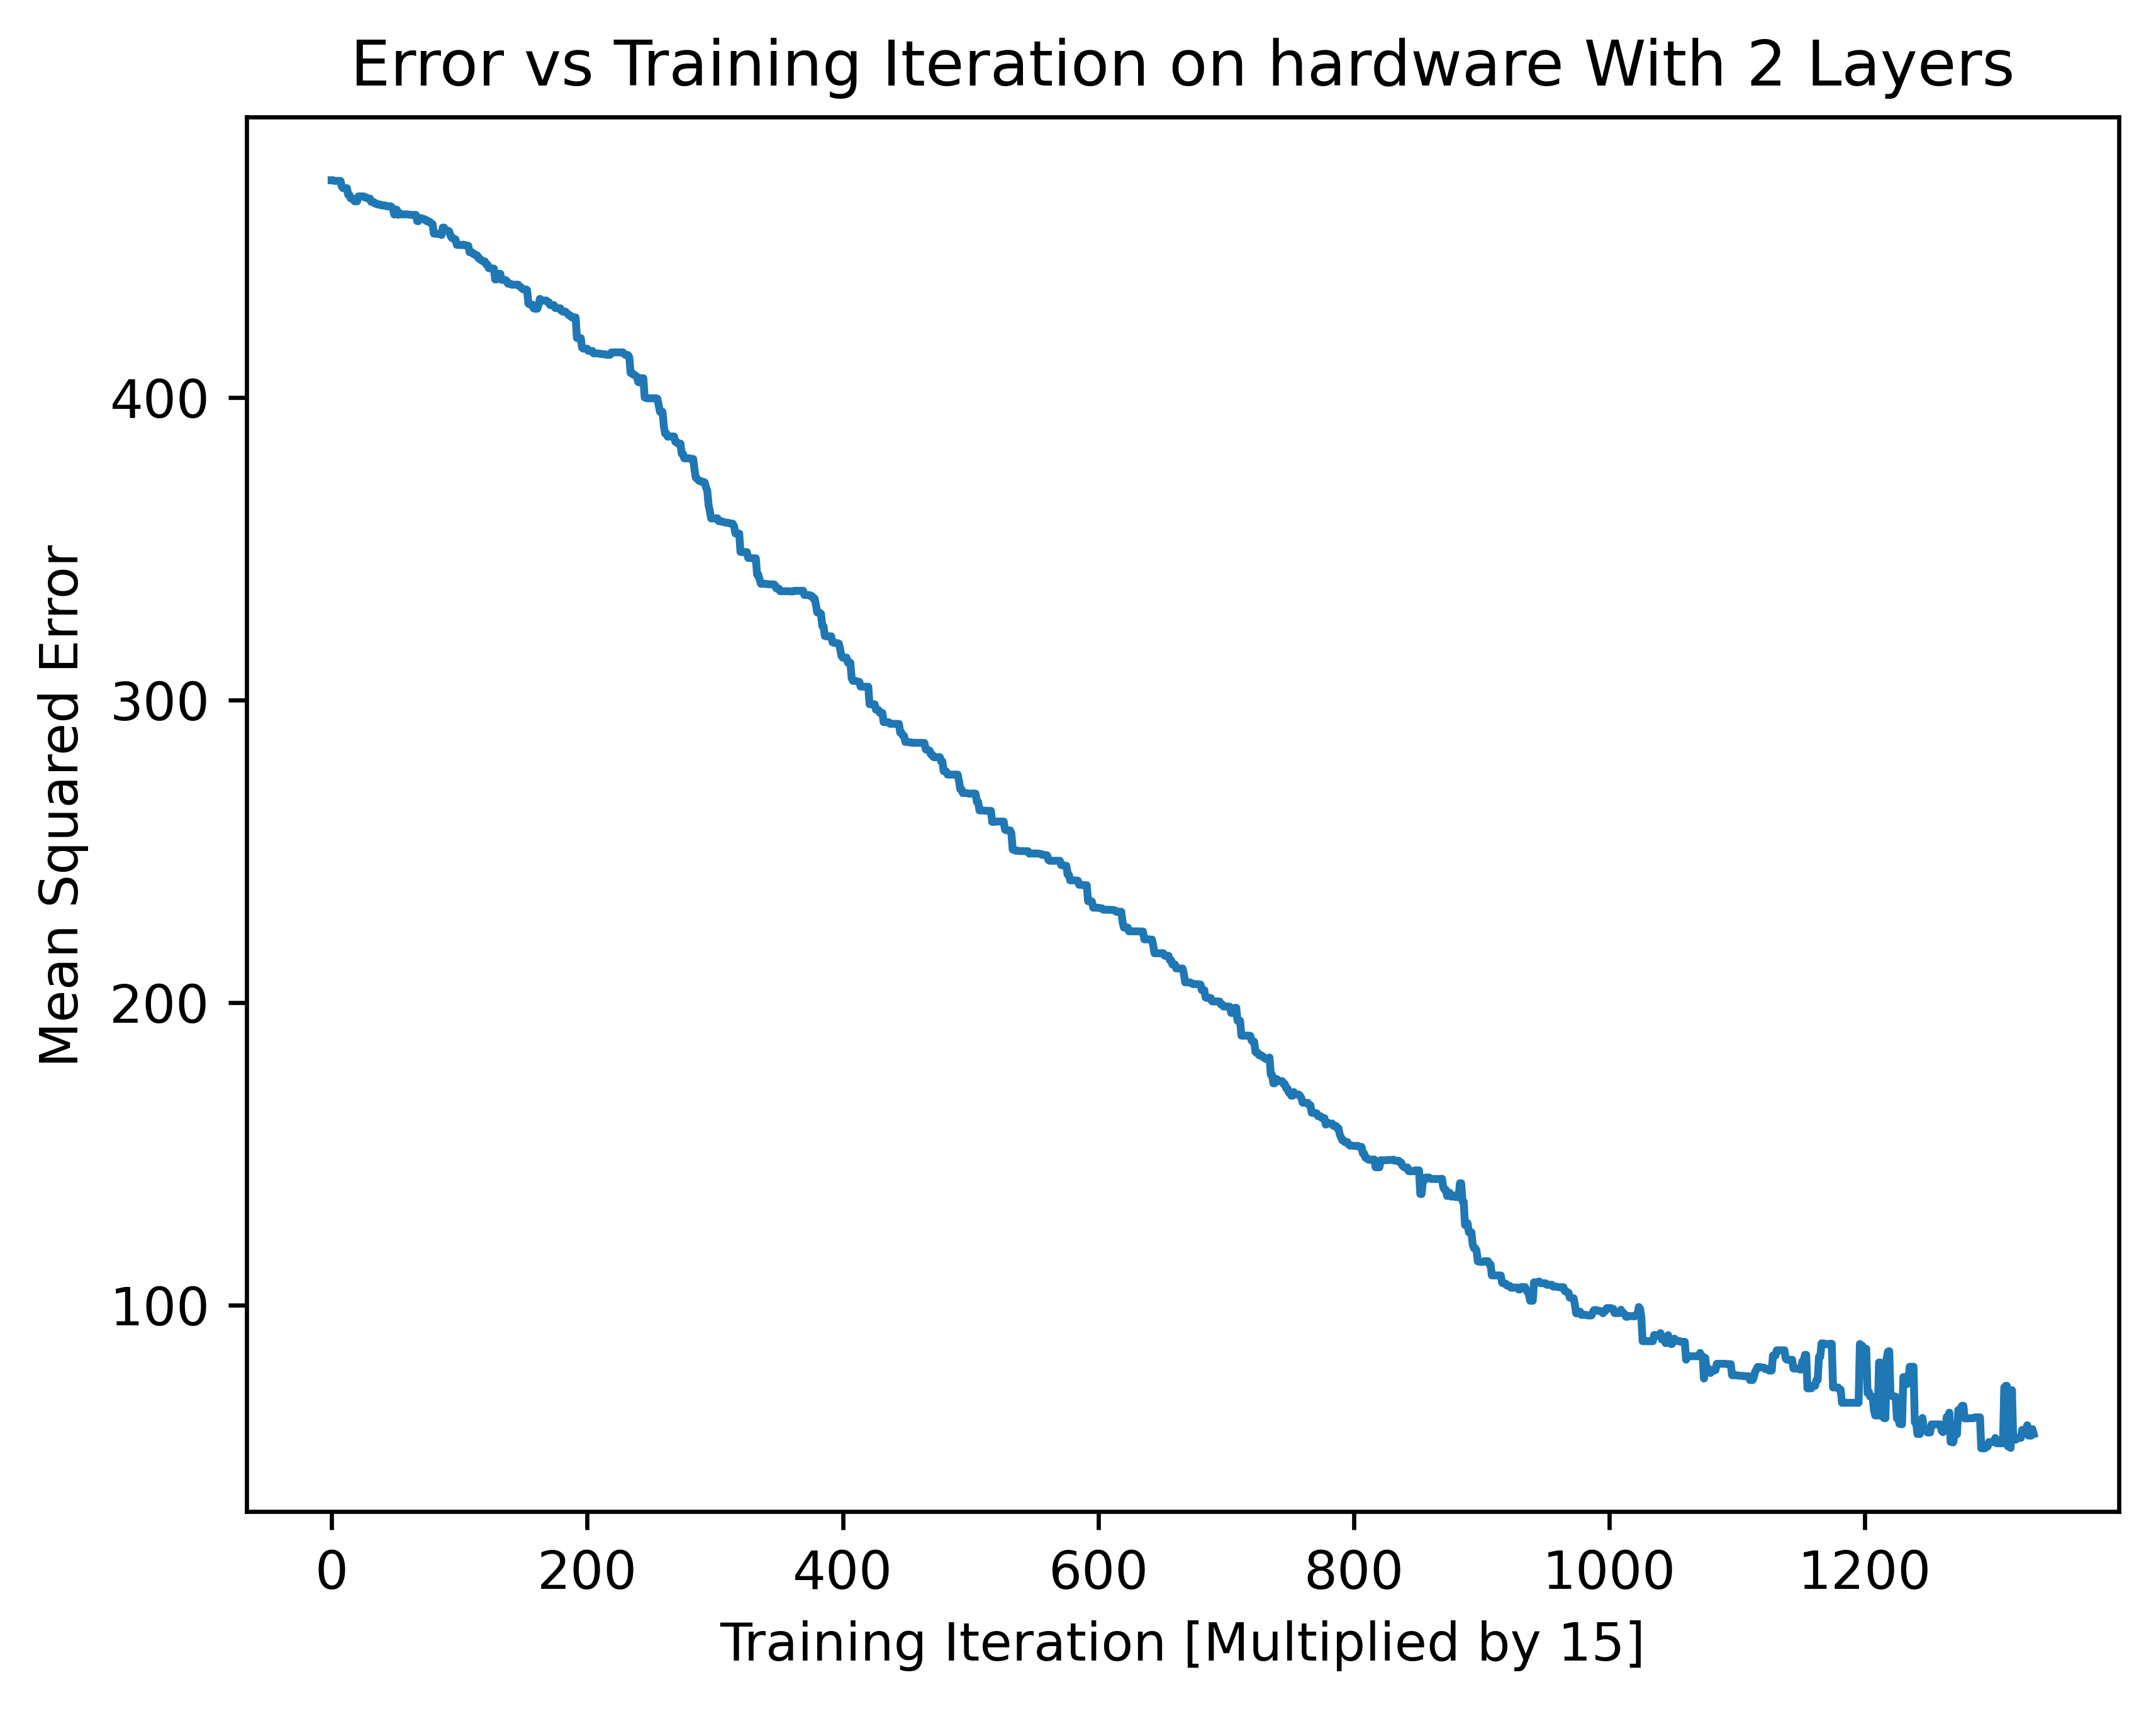 Error vs Training Iteration on hardware With 2 Layers
Mean Squared Error
400
300
200
100
0 200 400 600 800 1000 1200
Training Iteration [Multiplied by 15]